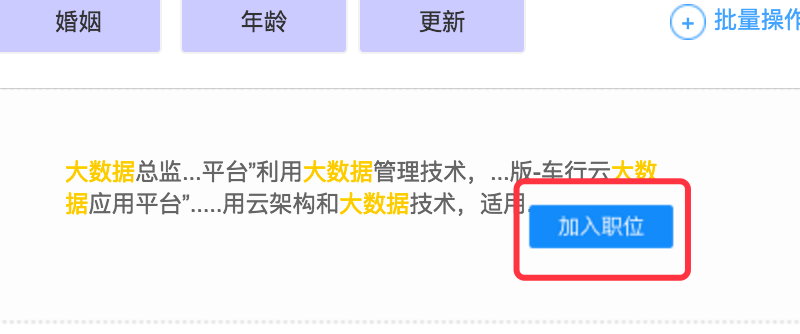 婚姻 年龄 更新 批量操作
大数据总监...平台”利用大数据管理技术，...版-车行云大数
据应用平台”.....用云架构和大数据技术，适用.
加入职位